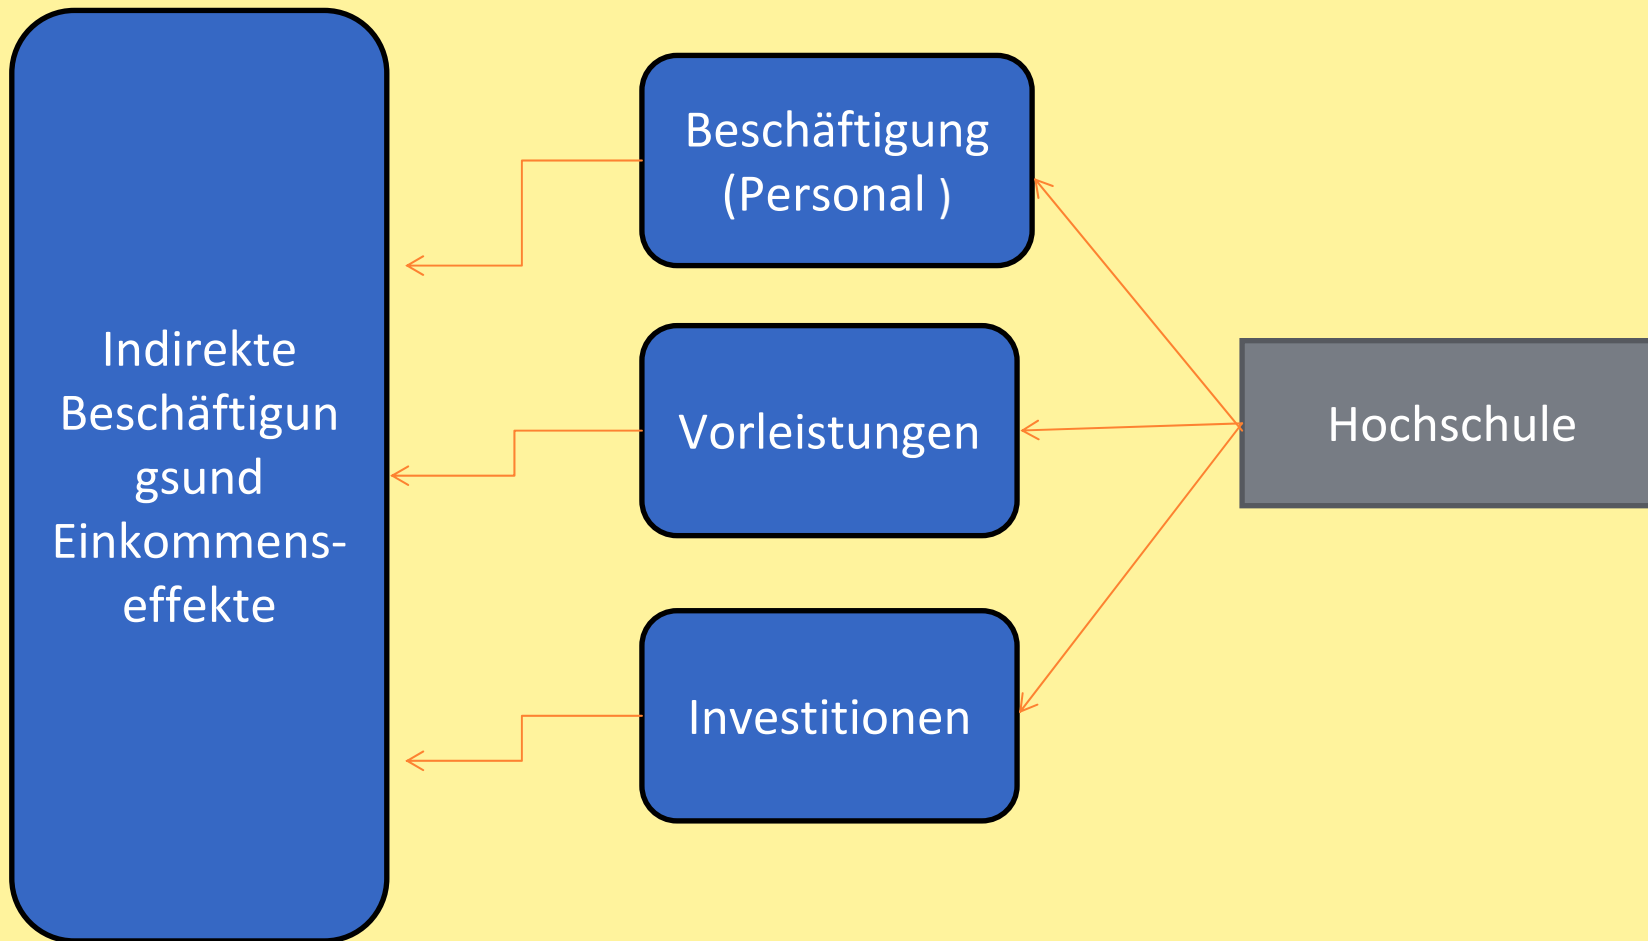 Indirekte
Beschäftigun
gsund
Einkommens-
effekte
Beschäftigung
(Personal )
Vorleistungen
Investitionen
Hochschule